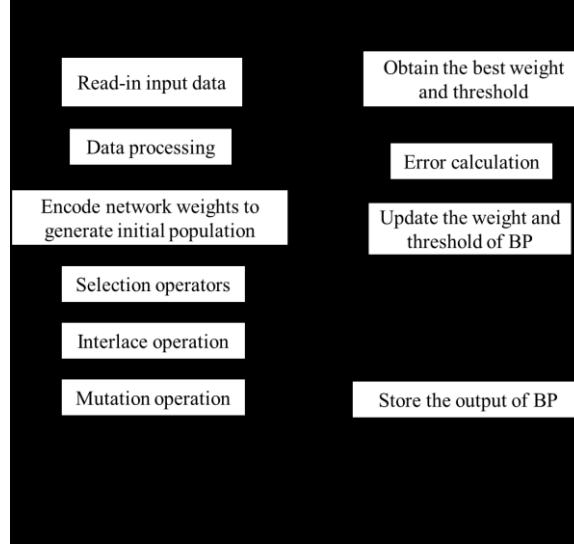 Read-in input data
Data processing
Encode network weights to
generate initial population
Selection operators
Interlace operation
Mutation operation
Obtain the best weight
and threshold
Error calculation
Update the weight and
threshold of BP
Store the output of BP